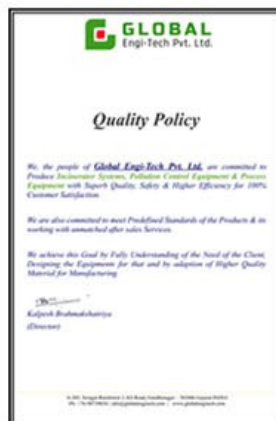 GLOBAL
Engi-Tech Pvt. Ltd.
Quality Policy
We, the people of Global Engi-Tech Pvt. Ltd. are committed to
Produce Incinerator Systems, Pollution Control Equipment & Process
Equipment with Superb Quality, Safety & Higher Efficiency for 100%
Customer Satisfaction.
We are also committed to meet Predefined Standards of the Products & its
working with unmatched after sales Services.
We achieve this Goal by Fully Understanding of the Need of the Client,
Designing the Equipments for that and by adaption of Higher Quality
Material for Manufacturing
Kalpesh Brahmakshatriya
(Director)